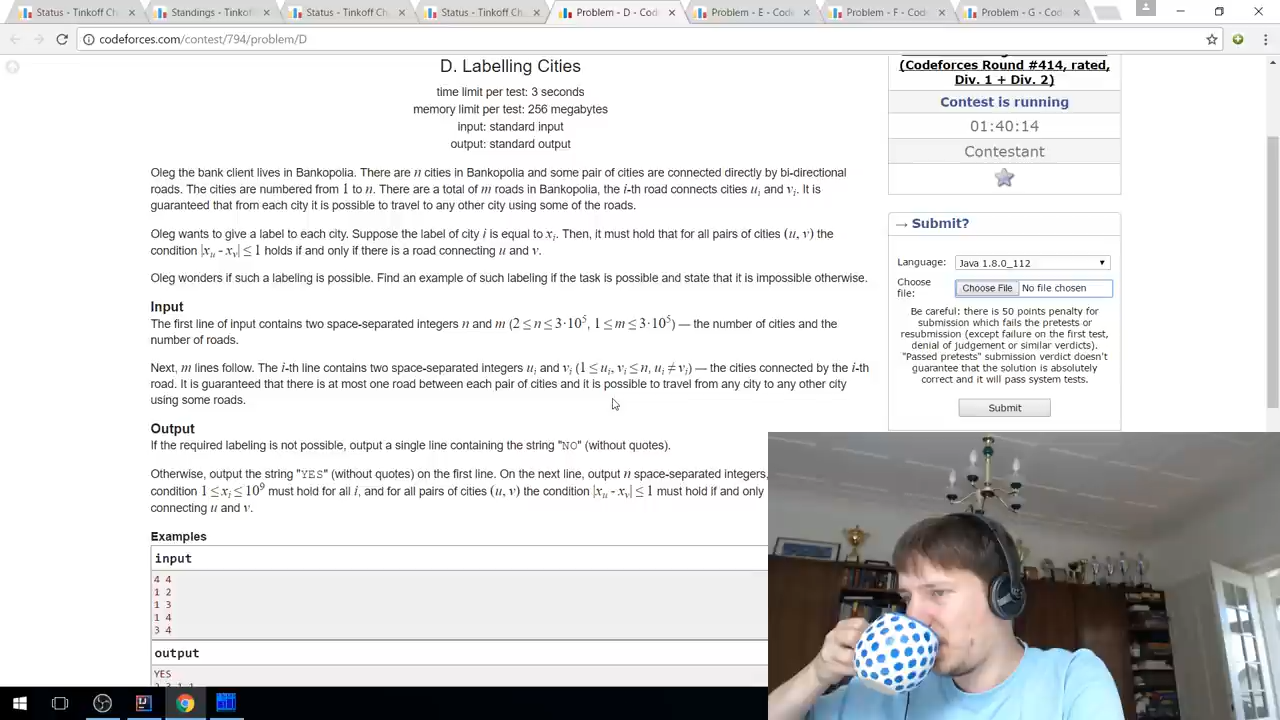 Status - Tinkoff Ch
Standings - Tinkoff
Status - Tinkoff Ch
Status - Tinkoff Ch
Problem - D - Code
Problem - E - Codef
Problem - F - Codef
Problem - G - Code
codeforces.com/contest/794/problem/D
D. Labelling Cities
time limit per test: 3 seconds
memory limit per test: 256 megabytes
input: standard input
output: standard output
Oleg the bank client lives in Bankopolia. There are n cities in Bankopolia and some pair of cities are connected directly by bi-directional
roads. The cities are numbered from 1 to n. There are a total of m roads in Bankopolia, the i-th road connects cities u_i and v_i. It is
guaranteed that from each city it is possible to travel to any other city using some of the roads.
Oleg wants to give a label to each city. Suppose the label of city i is equal to x_i. Then, it must hold that for all pairs of cities (u, v) the
condition |x_u - x_v| ≤ 1 holds if and only if there is a road connecting u and v.
Oleg wonders if such a labeling is possible. Find an example of such labeling if the task is possible and state that it is impossible otherwise.
Input
The first line of input contains two space-separated integers n and m (2 ≤ n ≤ 3·10^5, 1 ≤ m ≤ 3·10^5) — the number of cities and the
number of roads.
Next, m lines follow. The i-th line contains two space-separated integers u_i and v_i (1 ≤ u_i, v_i ≤ n, u_i ≠ v_i) — the cities connected by the i-th
road. It is guaranteed that there is at most one road between each pair of cities and it is possible to travel from any city to any other city
using some roads.
Output
If the required labeling is not possible, output a single line containing the string "NO" (without quotes).
Otherwise, output the string "YES" (without quotes) on the first line. On the next line, output n space-separated integers,
condition 1 ≤ x_i ≤ 10^9 must hold for all i, and for all pairs of cities (u, v) the condition |x_u - x_v| ≤ 1 must hold if and only
connecting u and v.
Examples
input
4 4
1 2
1 3
1 4
3 4
output
YES
(Codeforces Round #414, rated,
Div. 1 + Div. 2)
Contest is running
01:40:14
Contestant
→ Submit?
Language: Java 1.8.0_112
Choose file: Choose File No file chosen
Be careful: there is 50 points penalty for
submission which fails the pretests or
resubmission (except failure on the first test,
denial of judgement or similar verdicts).
"Passed pretests" submission verdict doesn't
guarantee that the solution is absolutely
correct and it will pass system tests.
Submit